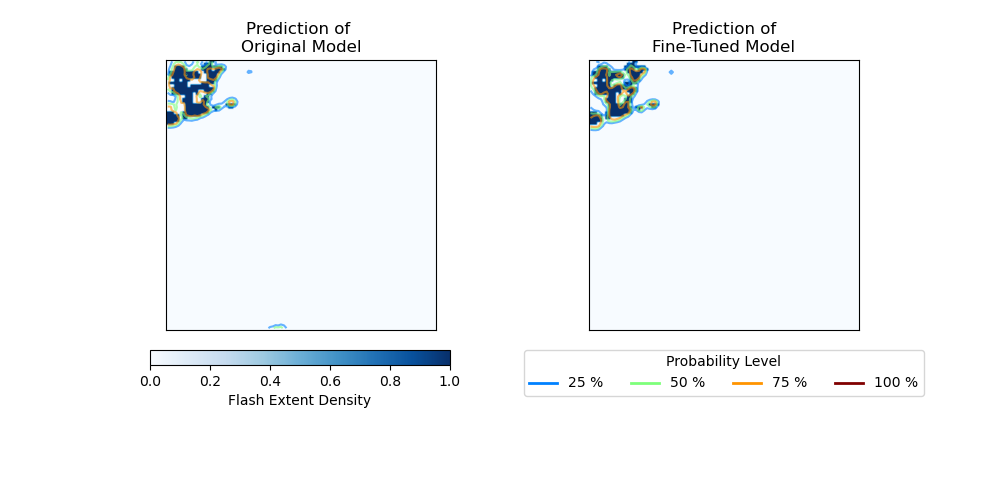 Prediction of
Original Model
Prediction of
Fine-Tuned Model
0.0 0.2 0.4 0.6 0.8 1.0
Flash Extent Density
Probability Level
25 % 50 % 75 % 100 %